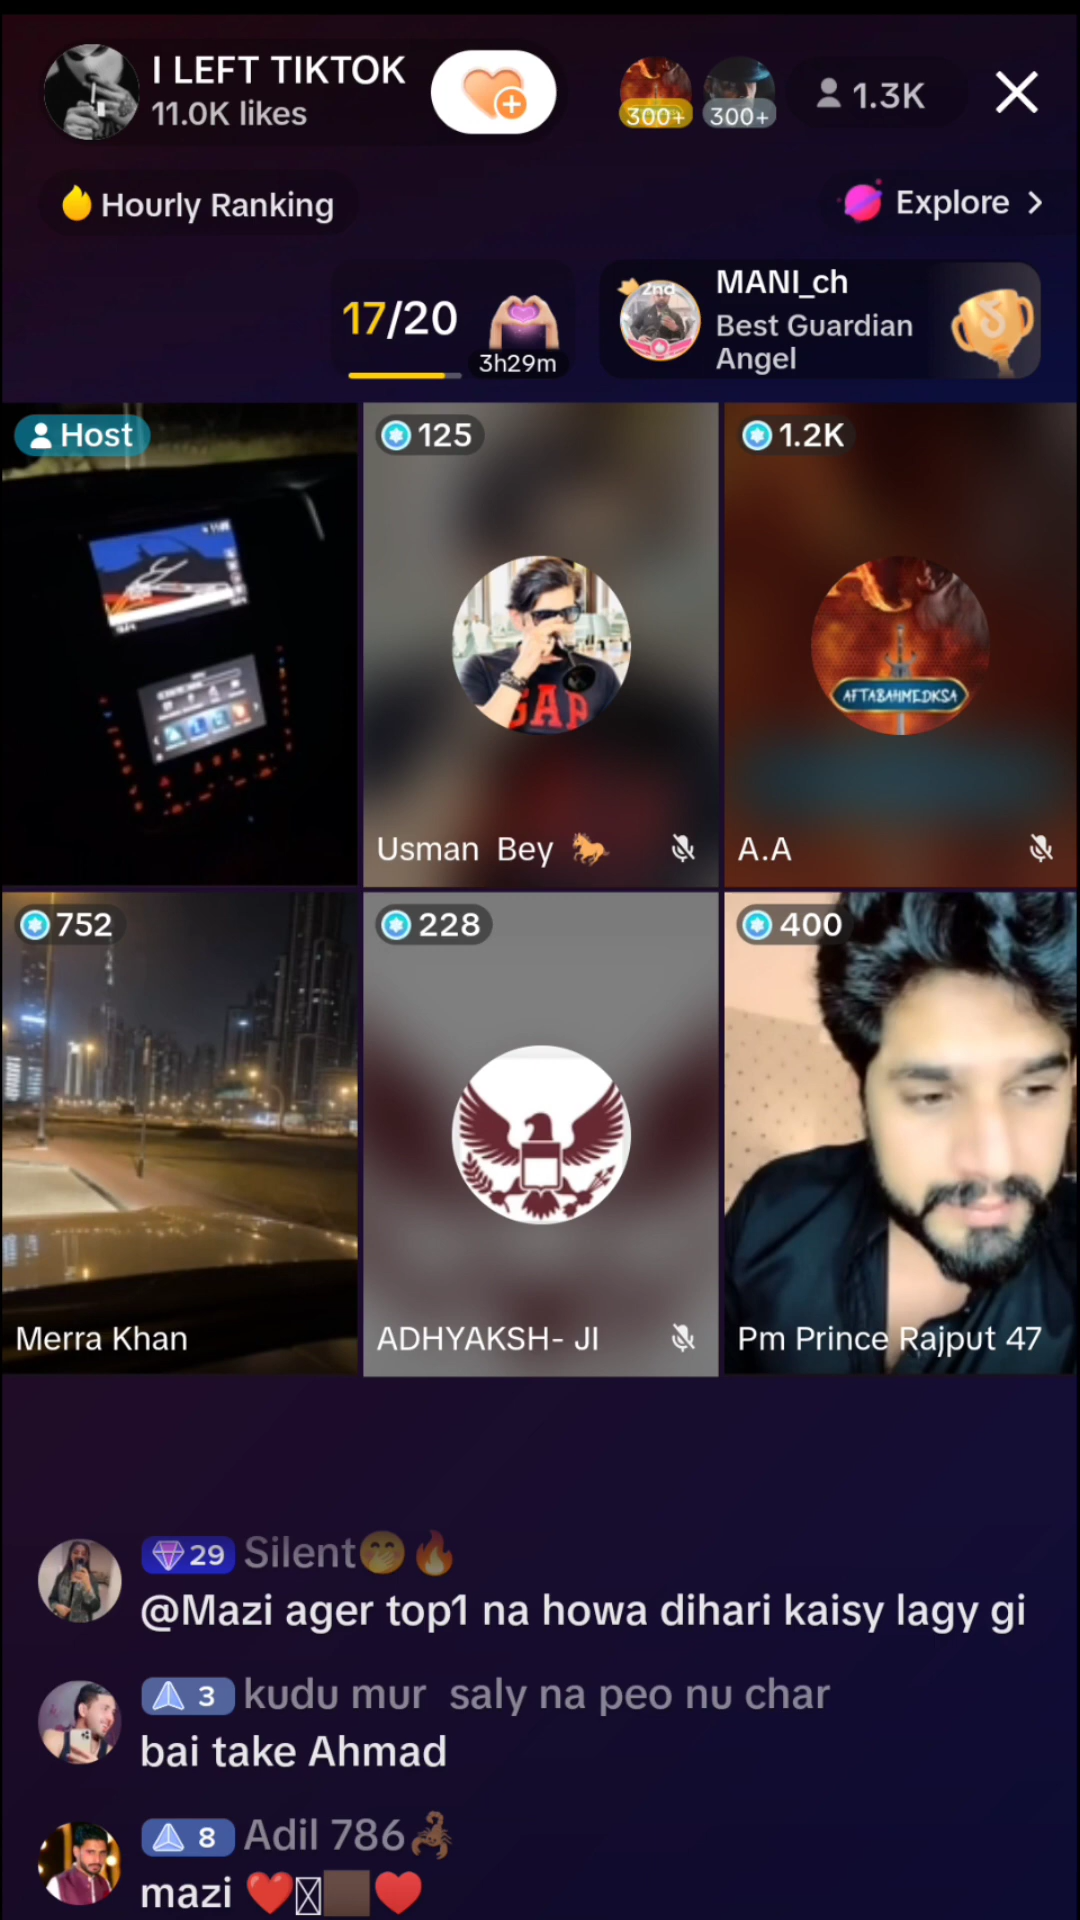 I LEFT TIKTOK
11.0K likes
300+
300+
1.3K
Hourly Ranking
Explore
17/20
3h29m
2nd
MANI_ch
Best Guardian
Angel
Host
125
1.2K
GAP
AFTABAHMEDKSA
Usman Bey 🐎
A.A
752
228
400
Merra Khan
ADHYAKSH- JI
Pm Prince Rajput 47
29 Silent🤭🔥
@Mazi ager top1 na howa dihari kaisy lagy gi
3 kudu mur saly na peo nu char
bai take Ahmad
8 Adil 786🦂
mazi ❤️🏿♥️